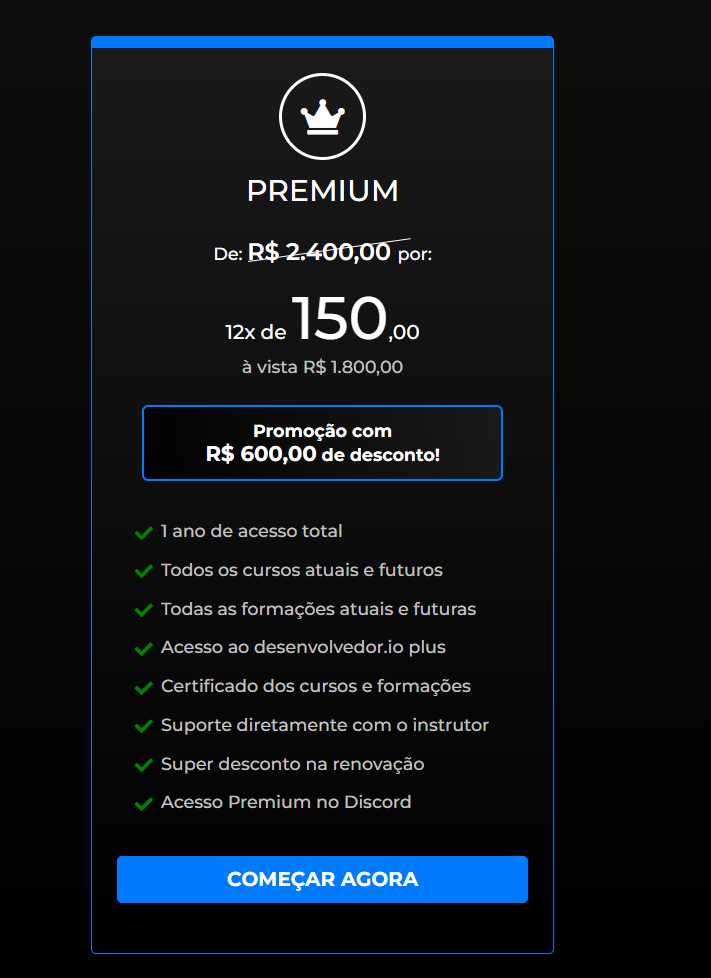 PREMIUM
De: R$ 2.400,00 por:
12x de 150,00
à vista R$ 1.800,00
Promoção com
R$ 600,00 de desconto!
1 ano de acesso total
Todos os cursos atuais e futuros
Todas as formações atuais e futuras
Acesso ao desenvolvedor.io plus
Certificado dos cursos e formações
Suporte diretamente com o instrutor
Super desconto na renovação
Acesso Premium no Discord
COMEÇAR AGORA